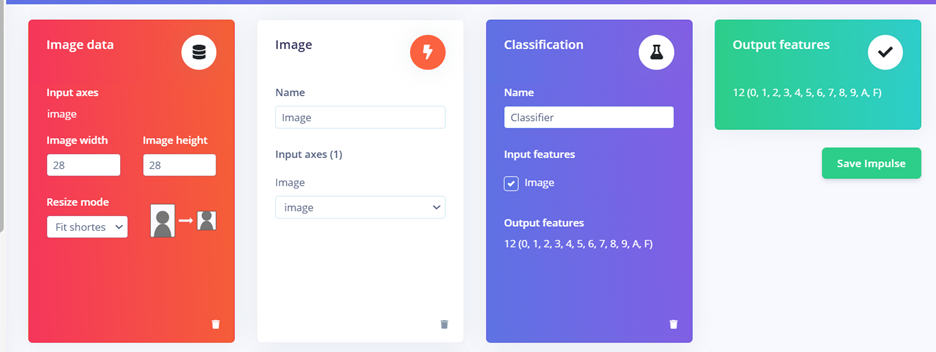 Image data
Input axes
image
Image width
Image height
28
28
Resize mode
Fit shortes
Image
Name
Image
Input axes (1)
Image
image
Classification
Name
Classifier
Input features
Image
Output features
12 (0, 1, 2, 3, 4, 5, 6, 7, 8, 9, A, F)
Output features
12 (0, 1, 2, 3, 4, 5, 6, 7, 8, 9, A, F)
Save Impulse